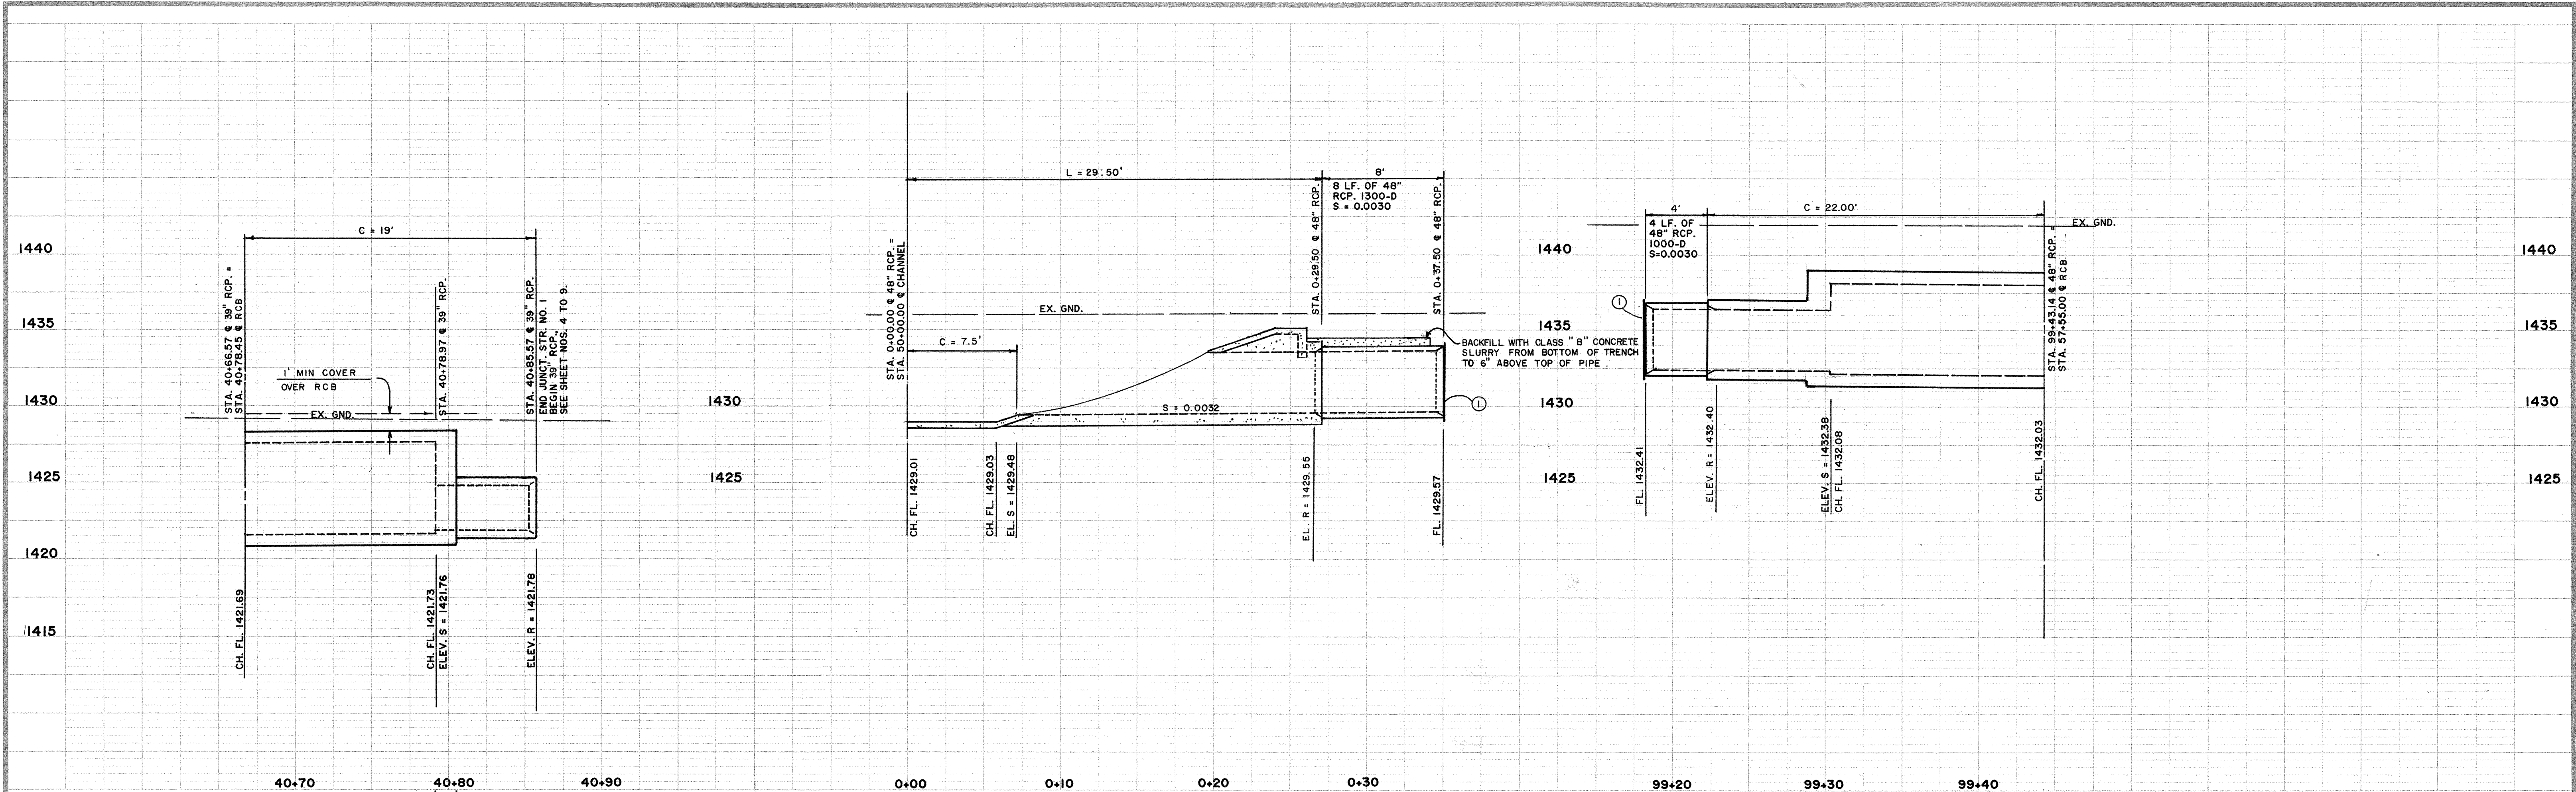 1440
1435
1430
1425
1420
1415
C = 19'
STA. 40+66.57 ℄ 39" RCP. =
STA. 40+78.45 ℄ RCB
1' MIN COVER
OVER RCB
EX. GND.
STA. 40+78.97 ℄ 39" RCP.
STA. 40+85.57 ℄ 39" RCP.
END JUNCT. STR. NO. 1
BEGIN 39" RCP.,
SEE SHEET NOS. 4 TO 9.
CH. FL. 1421.69
CH. FL. 1421.73
ELEV. S = 1421.76
ELEV. R = 1421.78
40+70
40+80
40+90
1430
1425
L = 29.50'
8'
8 LF. OF 48"
RCP. 1300-D
S = 0.0030
STA. 0+00.00 ℄ 48" RCP. =
STA. 50+00.00 ℄ CHANNEL
STA. 0+29.50 ℄ 48" RCP.
STA. 0+37.50 ℄ 48" RCP.
EX. GND.
C = 7.5'
BACKFILL WITH CLASS "B" CONCRETE
SLURRY FROM BOTTOM OF TRENCH
TO 6" ABOVE TOP OF PIPE.
S = 0.0032
1
CH. FL. 1429.01
CH. FL. 1429.03
EL. S = 1429.48
EL. R = 1429.55
FL. 1429.57
0+00
0+10
0+20
0+30
1440
1435
1430
1425
4'
4 LF. OF
48" RCP.
1000-D
S=0.0030
C = 22.00'
EX. GND.
1
STA. 99+43.14 ℄ 48" RCP. =
STA. 57+55.00 ℄ RCB
FL. 1432.41
ELEV. R = 1432.40
ELEV. S = 1432.38
CH. FL. 1432.08
CH. FL. 1432.03
99+20
99+30
99+40
1440
1435
1430
1425